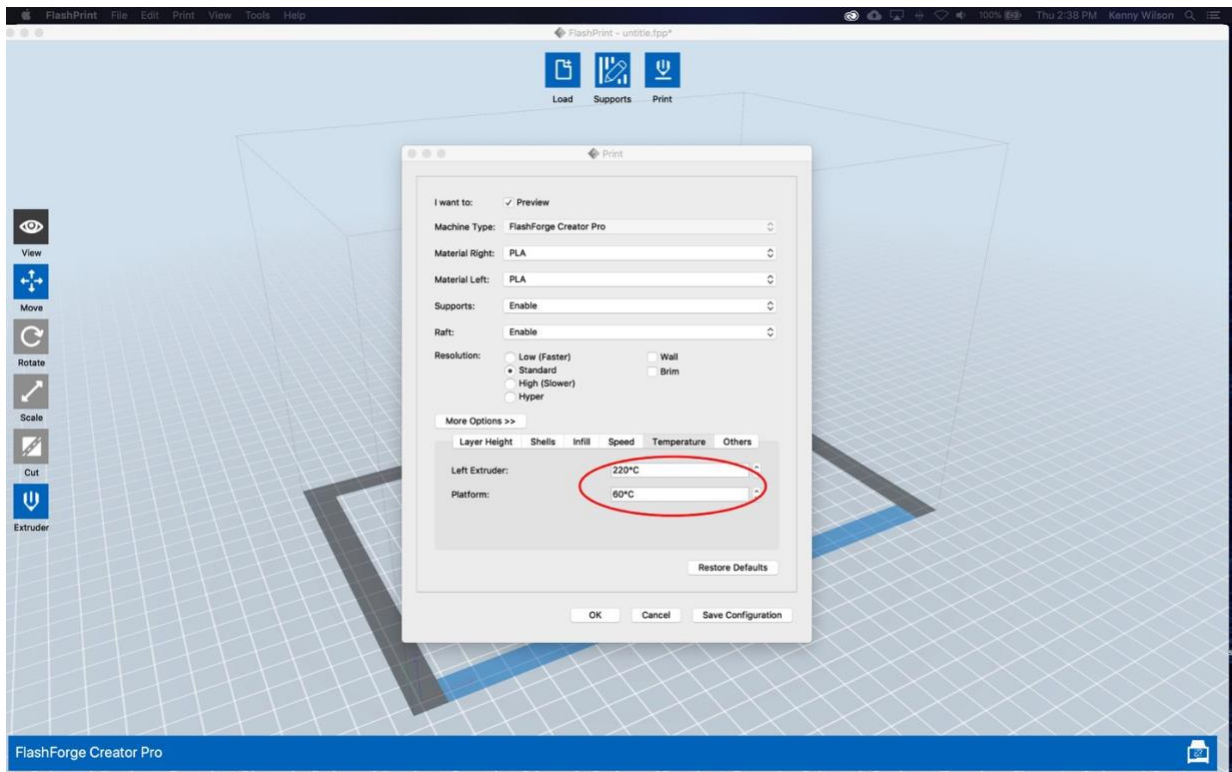 FlashPrint File Edit Print View Tools Help 100% Thu 2:38 PM Kenny Wilson
FlashPrint - untitle.fpp*
Load Supports Print
Print
I want to: Preview
Machine Type: FlashForge Creator Pro
Material Right: PLA
Material Left: PLA
Supports: Enable
Raft: Enable
Resolution: Low (Faster) Wall
Standard Brim
High (Slower)
Hyper
More Options >>
Layer Height Shells Infill Speed Temperature Others
Left Extruder: 220°C
Platform: 60°C
Restore Defaults
OK Cancel Save Configuration
View
Move
Rotate
Scale
Cut
Extruder
FlashForge Creator Pro